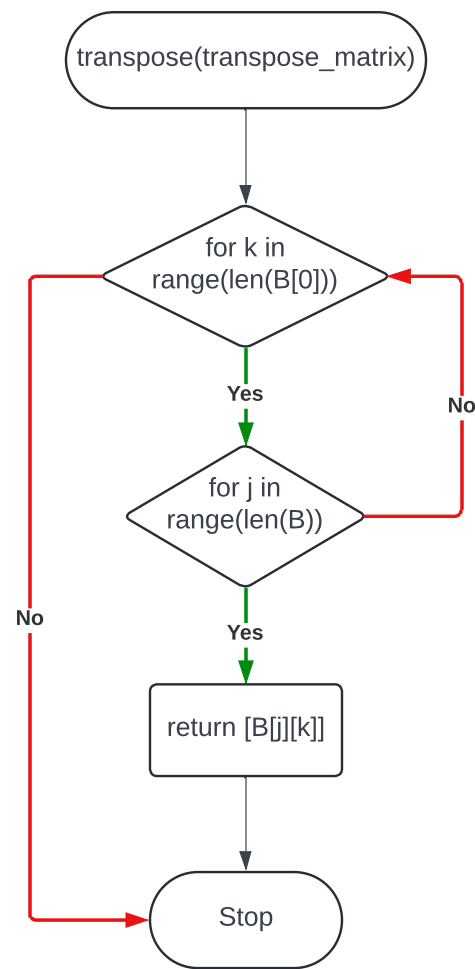 transpose(transpose_matrix)
for k in
range(len(B[0]))
Yes
No
for j in
range(len(B))
No
Yes
return [B[j][k]]
Stop